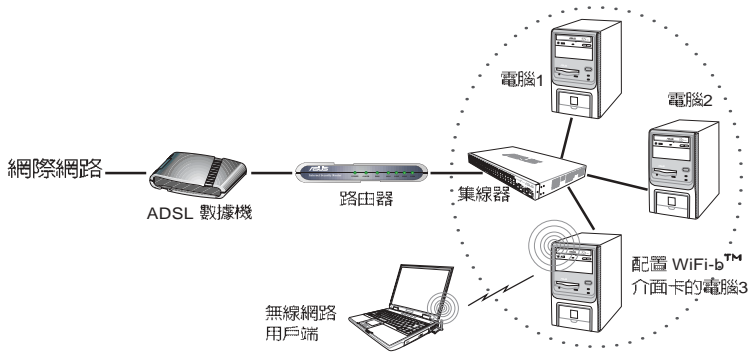 電腦1
電腦2
網際網路
ADSL 數據機
路由器
集線器
配置 WiFi-b™
介面卡的電腦3
無線網路
用戶端